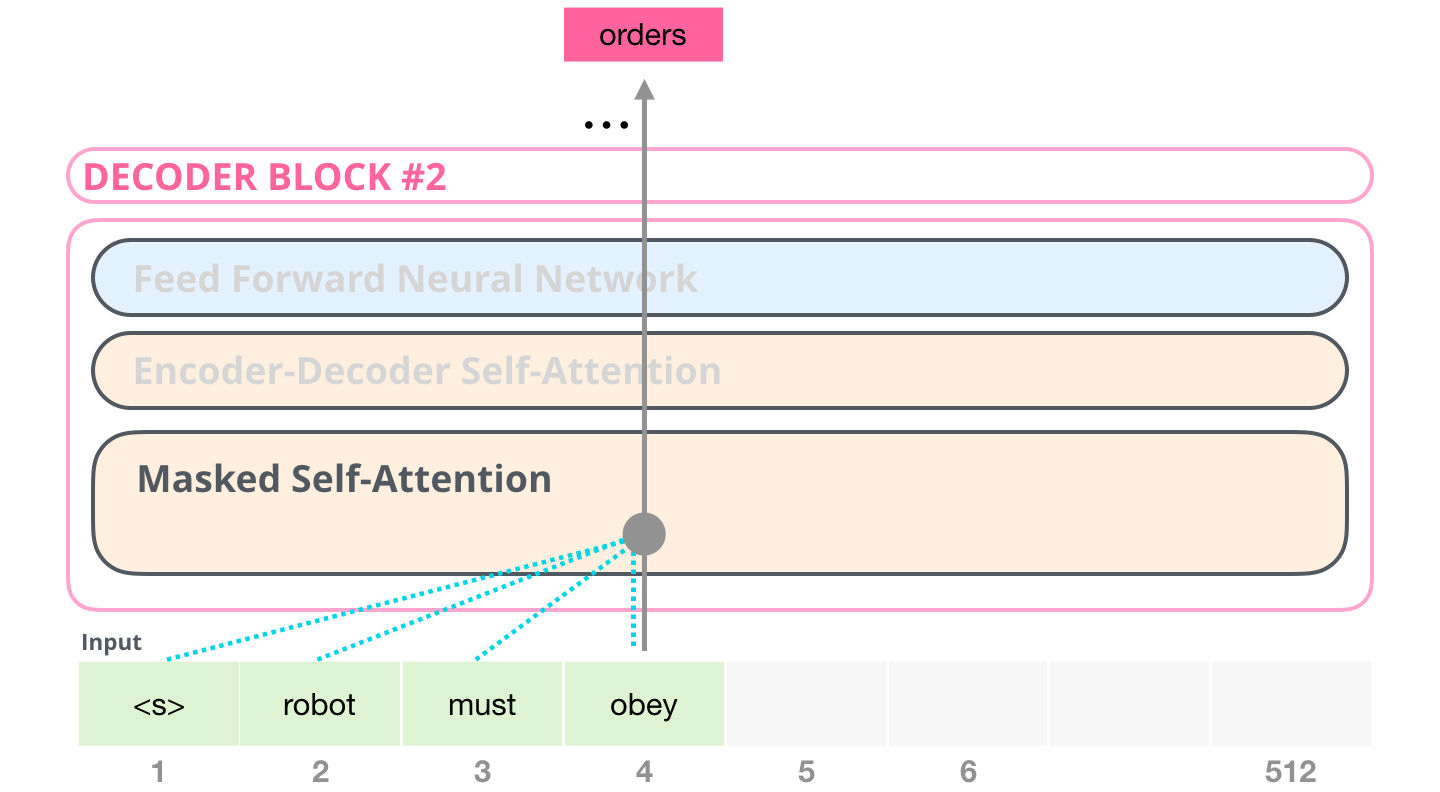 orders
...
DECODER BLOCK #2
Feed Forward Neural Network
Encoder-Decoder Self-Attention
Masked Self-Attention
Input
<s> robot must obey
1 2 3 4 5 6 512